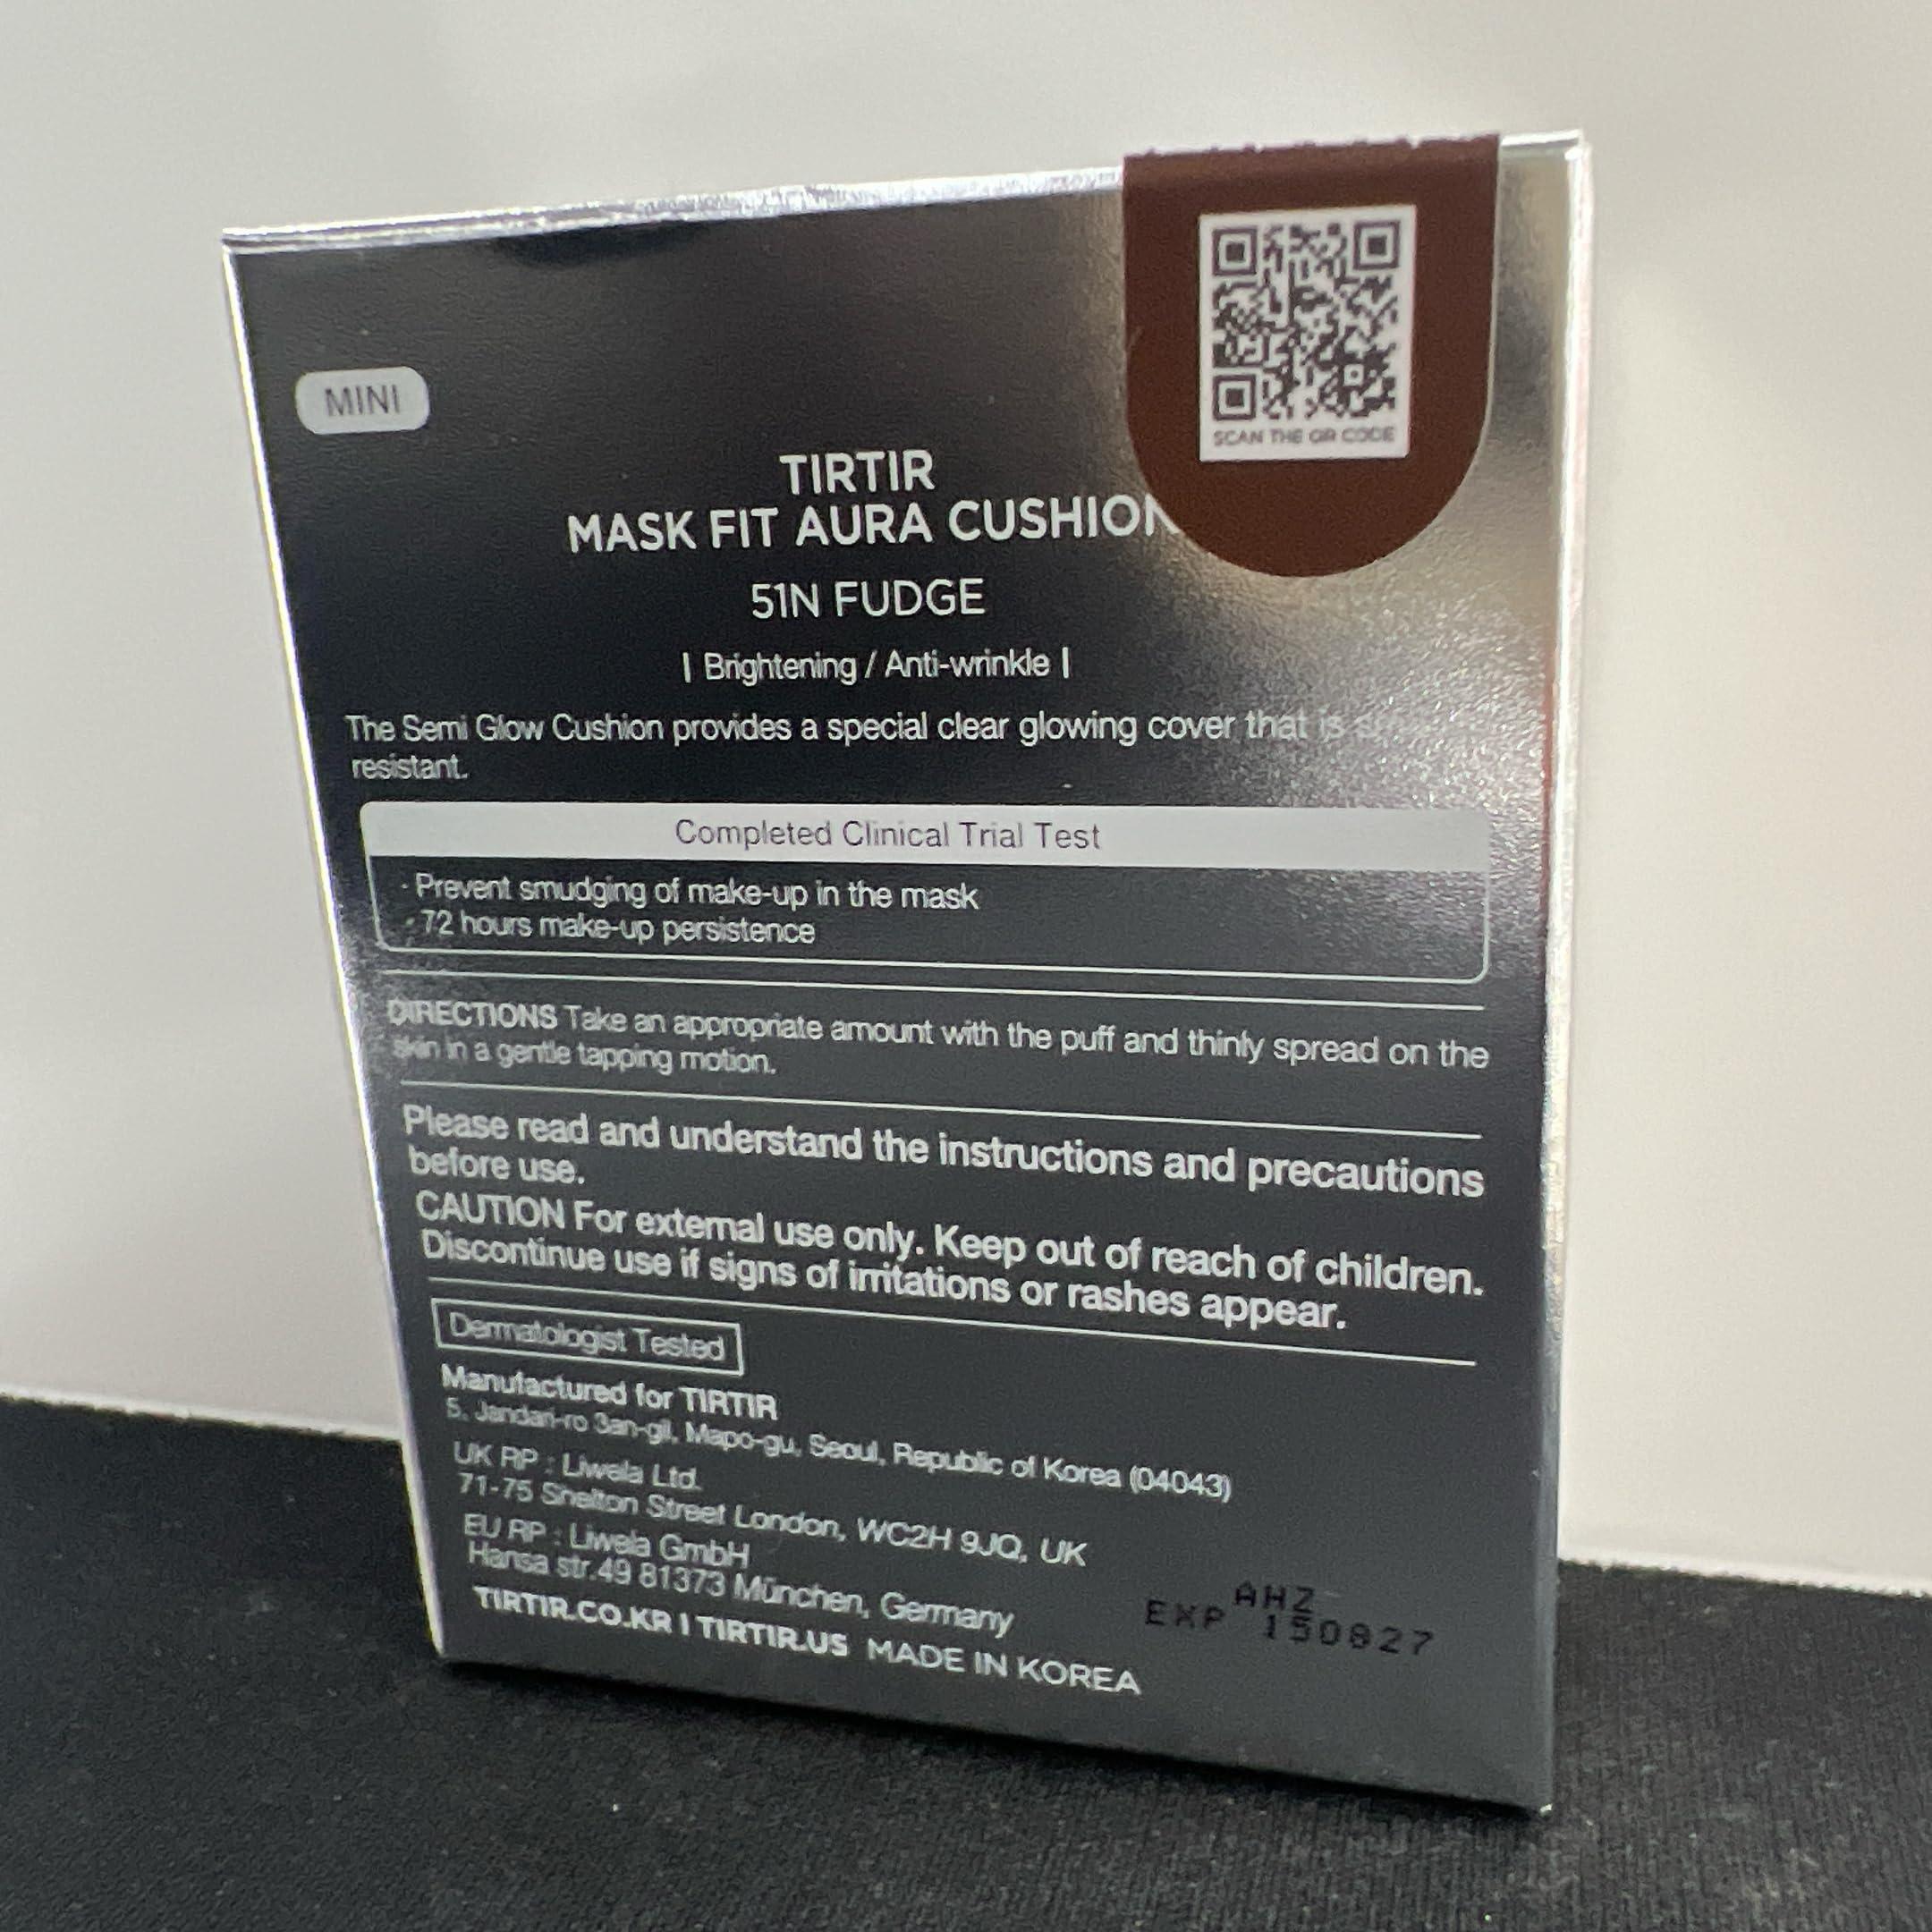 SCAN THE QR CODE
MINI
TIRTIR
MASK FIT AURA CUSHION
51N FUDGE
| Brightening / Anti-wrinkle |
The Semi Glow Cushion provides a special clear glowing cover that is
resistant.
Completed Clinical Trial Test
· Prevent smudging of make-up in the mask
· 72 hours make-up persistence
DIRECTIONS Take an appropriate amount with the puff and thinly spread on the
skin in a gentle tapping motion.
Please read and understand the instructions and precautions
before use.
CAUTION For external use only. Keep out of reach of children.
Discontinue use if signs of irritations or rashes appear.
Dermatologist Tested
Manufactured for TIRTIR
5, Jandari-ro 3an-gil, Mapo-gu, Seoul, Republic of Korea (04043)
UK RP : Liwela Ltd.
71-75 Shelton Street London, WC2H 9JQ, UK
EU RP : Liwela GmbH
Hansa str.49 81373 München, Germany
TIRTIR.CO.KR I TIRTIR.US MADE IN KOREA
AHZ
EXP 150827